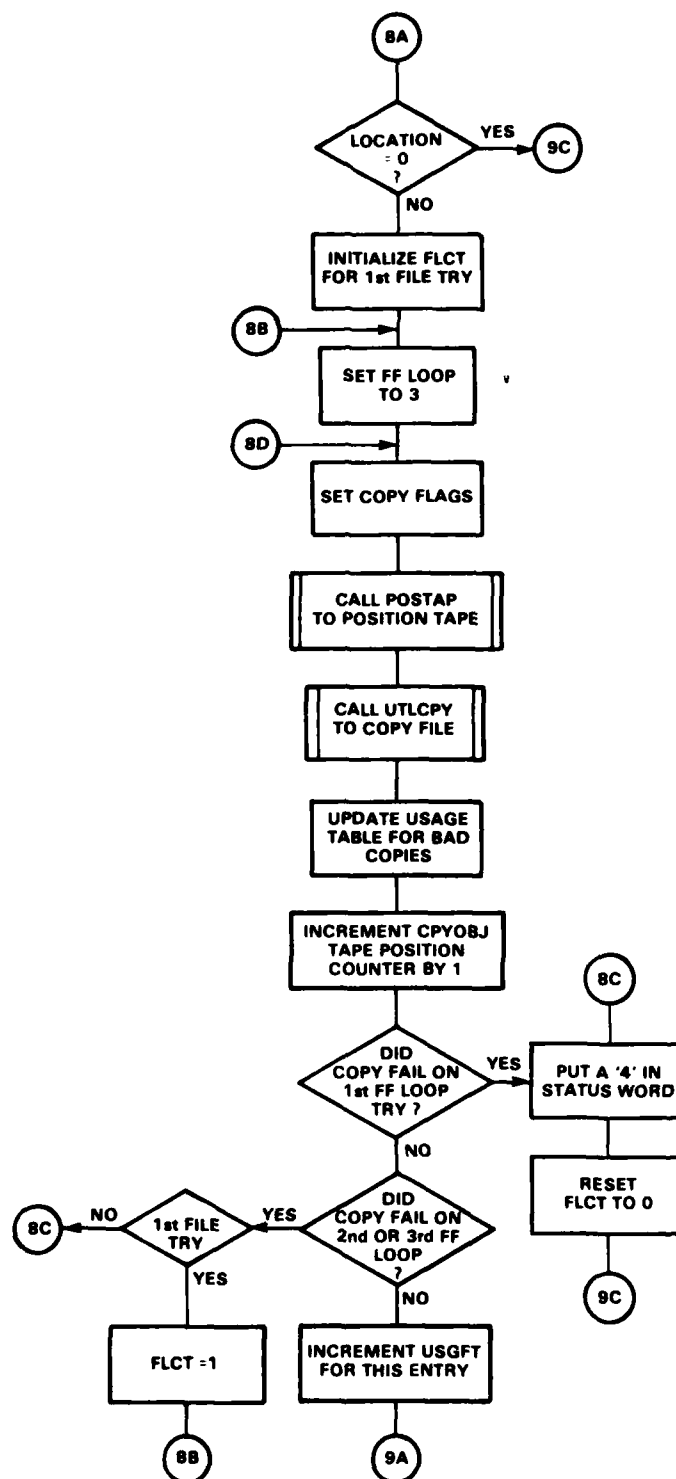 8A
LOCATION
= 0
?
YES
9C
NO
INITIALIZE FLCT
FOR 1st FILE TRY
8B
SET FF LOOP
TO 3
8D
SET COPY FLAGS
CALL POSTAP
TO POSITION TAPE
CALL UTLCPY
TO COPY FILE
UPDATE USAGE
TABLE FOR BAD
COPIES
INCREMENT CPYOBJ
TAPE POSITION
COUNTER BY 1
8C
DID
COPY FAIL ON
1st FF LOOP
TRY ?
YES
PUT A '4' IN
STATUS WORD
NO
RESET
FLCT TO 0
9C
DID
COPY FAIL ON
2nd OR 3rd FF
LOOP
?
YES
1st FILE
TRY
NO
8C
YES
NO
FLCT =1
INCREMENT USGFT
FOR THIS ENTRY
8B
9A